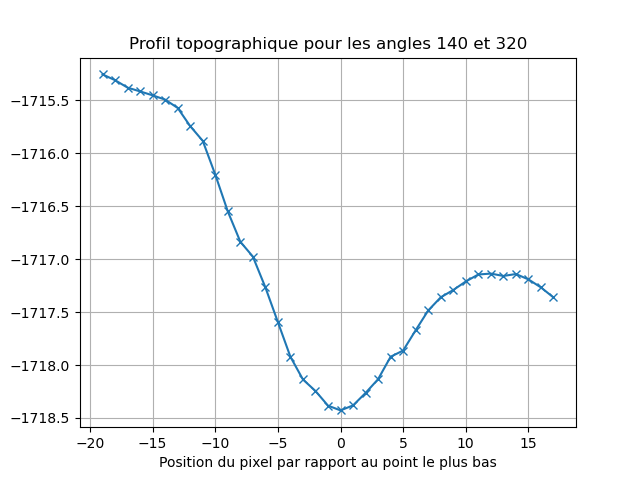 Profil topographique pour les angles 140 et 320
−1715.5
−1716.0
−1716.5
−1717.0
−1717.5
−1718.0
−1718.5
−20 −15 −10 −5 0 5 10 15
Position du pixel par rapport au point le plus bas